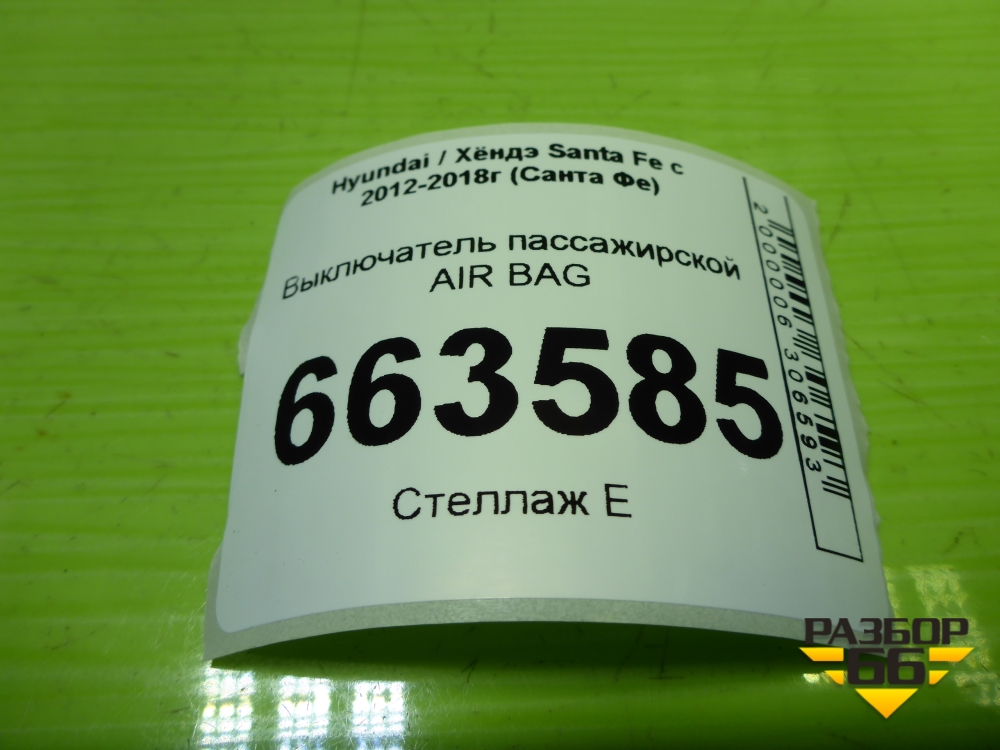 Hyundai / Хёндэ Santa Fe с
2012-2018г (Санта Фе)
Выключатель пассажирской
AIR BAG
663585
Стеллаж Е
2000006306593
РАЗБОР
66